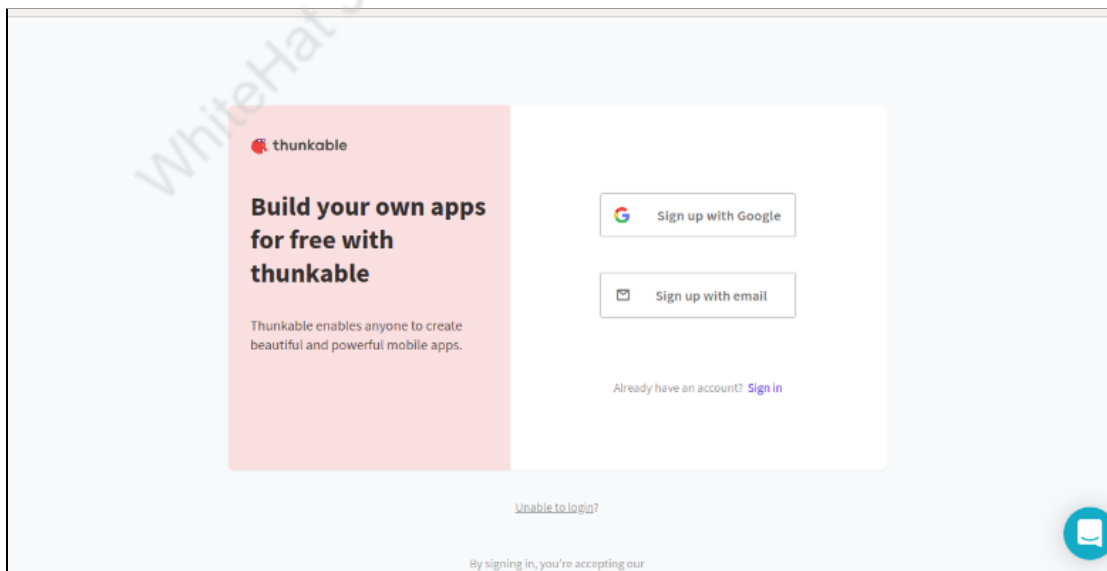 WhiteHat
thunkable
Build your own apps
for free with
thunkable
Thunkable enables anyone to create
beautiful and powerful mobile apps.
Sign up with Google
Sign up with email
Already have an account? Sign in
Unable to login?
By signing in, you're accepting our